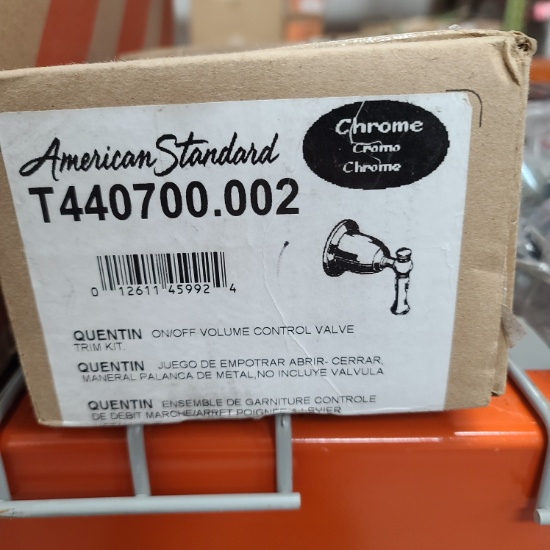 American Standard
T440700.002
Chrome
Cromo
Chrome
0 12611 45992 4
QUENTIN ON/OFF VOLUME CONTROL VALVE
TRIM KIT.
QUENTIN JUEGO DE EMPOTRAR ABRIR- CERRAR,
MANERAL PALANCA DE METAL,NO INCLUYE VALVULA
QUENTIN ENSEMBLE DE GARNITURE CONTROLE
DE DEBIT MARCHE/ARRET POIGNEE A LEVIER